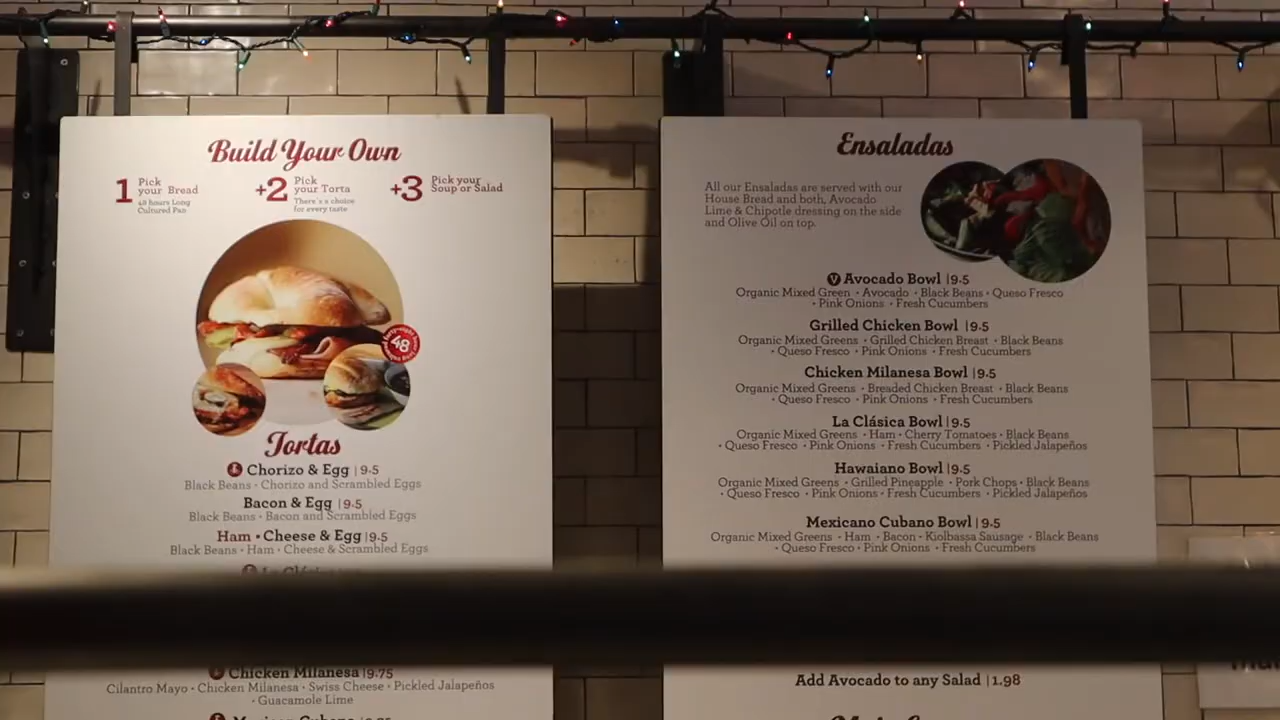 Build Your Own
1 Pick your Bread
48 hours Long Cultured Pan
+2 Pick your Torta
There's a choice for every taste
+3 Pick your Soup or Salad
48
Tortas
Chorizo & Egg | 9.5
Black Beans • Chorizo and Scrambled Eggs
Bacon & Egg | 9.5
Black Beans • Bacon and Scrambled Eggs
Ham • Cheese & Egg | 9.5
Black Beans • Ham • Cheese & Scrambled Eggs
Chicken Milanesa | 9.75
Cilantro Mayo • Chicken Milanesa • Swiss Cheese • Pickled Jalapeños
• Guacamole Lime
Ensaladas
All our Ensaladas are served with our
House Bread and both, Avocado
Lime & Chipotle dressing on the side
and Olive Oil on top.
V Avocado Bowl | 9.5
Organic Mixed Green • Avocado • Black Beans • Queso Fresco
• Pink Onions • Fresh Cucumbers
Grilled Chicken Bowl | 9.5
Organic Mixed Greens • Grilled Chicken Breast • Black Beans
• Queso Fresco • Pink Onions • Fresh Cucumbers
Chicken Milanesa Bowl | 9.5
Organic Mixed Greens • Breaded Chicken Breast • Black Beans
• Queso Fresco • Pink Onions • Fresh Cucumbers
La Clásica Bowl | 9.5
Organic Mixed Greens • Ham • Cherry Tomatoes • Black Beans
• Queso Fresco • Pink Onions • Fresh Cucumbers • Pickled Jalapeños
Hawaiano Bowl | 9.5
Organic Mixed Greens • Grilled Pineapple • Pork Chops • Black Beans
• Queso Fresco • Pink Onions • Fresh Cucumbers • Pickled Jalapeños
Mexicano Cubano Bowl | 9.5
Organic Mixed Greens • Ham • Bacon • Kiolbassa Sausage • Black Beans
• Queso Fresco • Pink Onions • Fresh Cucumbers
Add Avocado to any Salad | 1.98